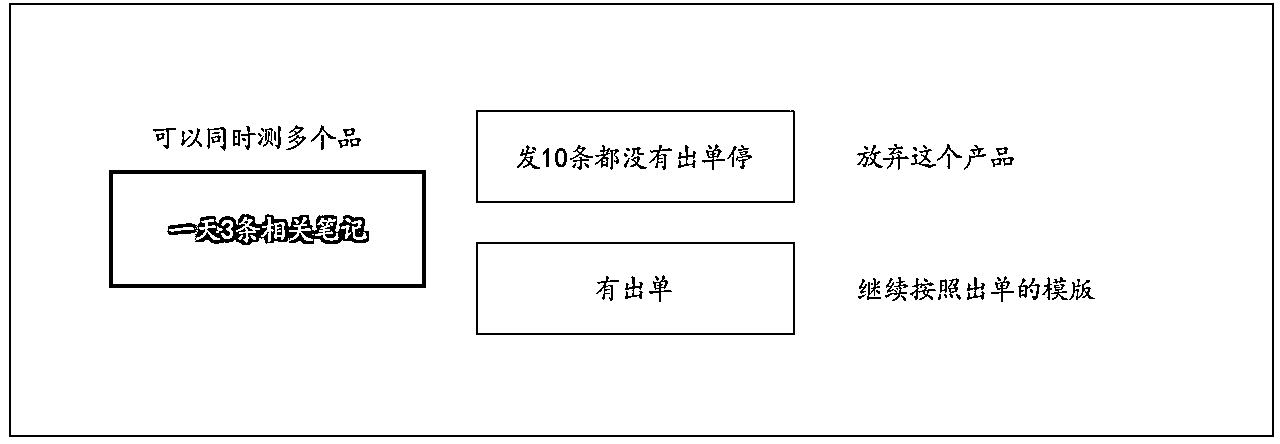 可以同时测多个品
一天3条相关笔记
发10条都没有出单停
放弃这个产品
有出单
继续按照出单的模版